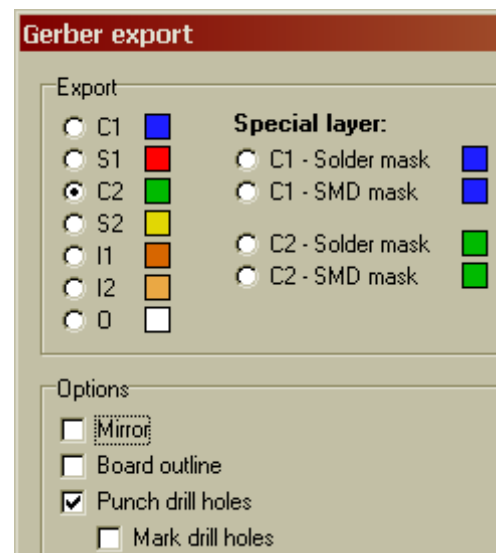 Gerber export
Export
C1
S1
C2
S2
I1
I2
O
Special layer:
C1 - Solder mask
C1 - SMD mask
C2 - Solder mask
C2 - SMD mask
Options
Mirror
Board outline
Punch drill holes
Mark drill holes